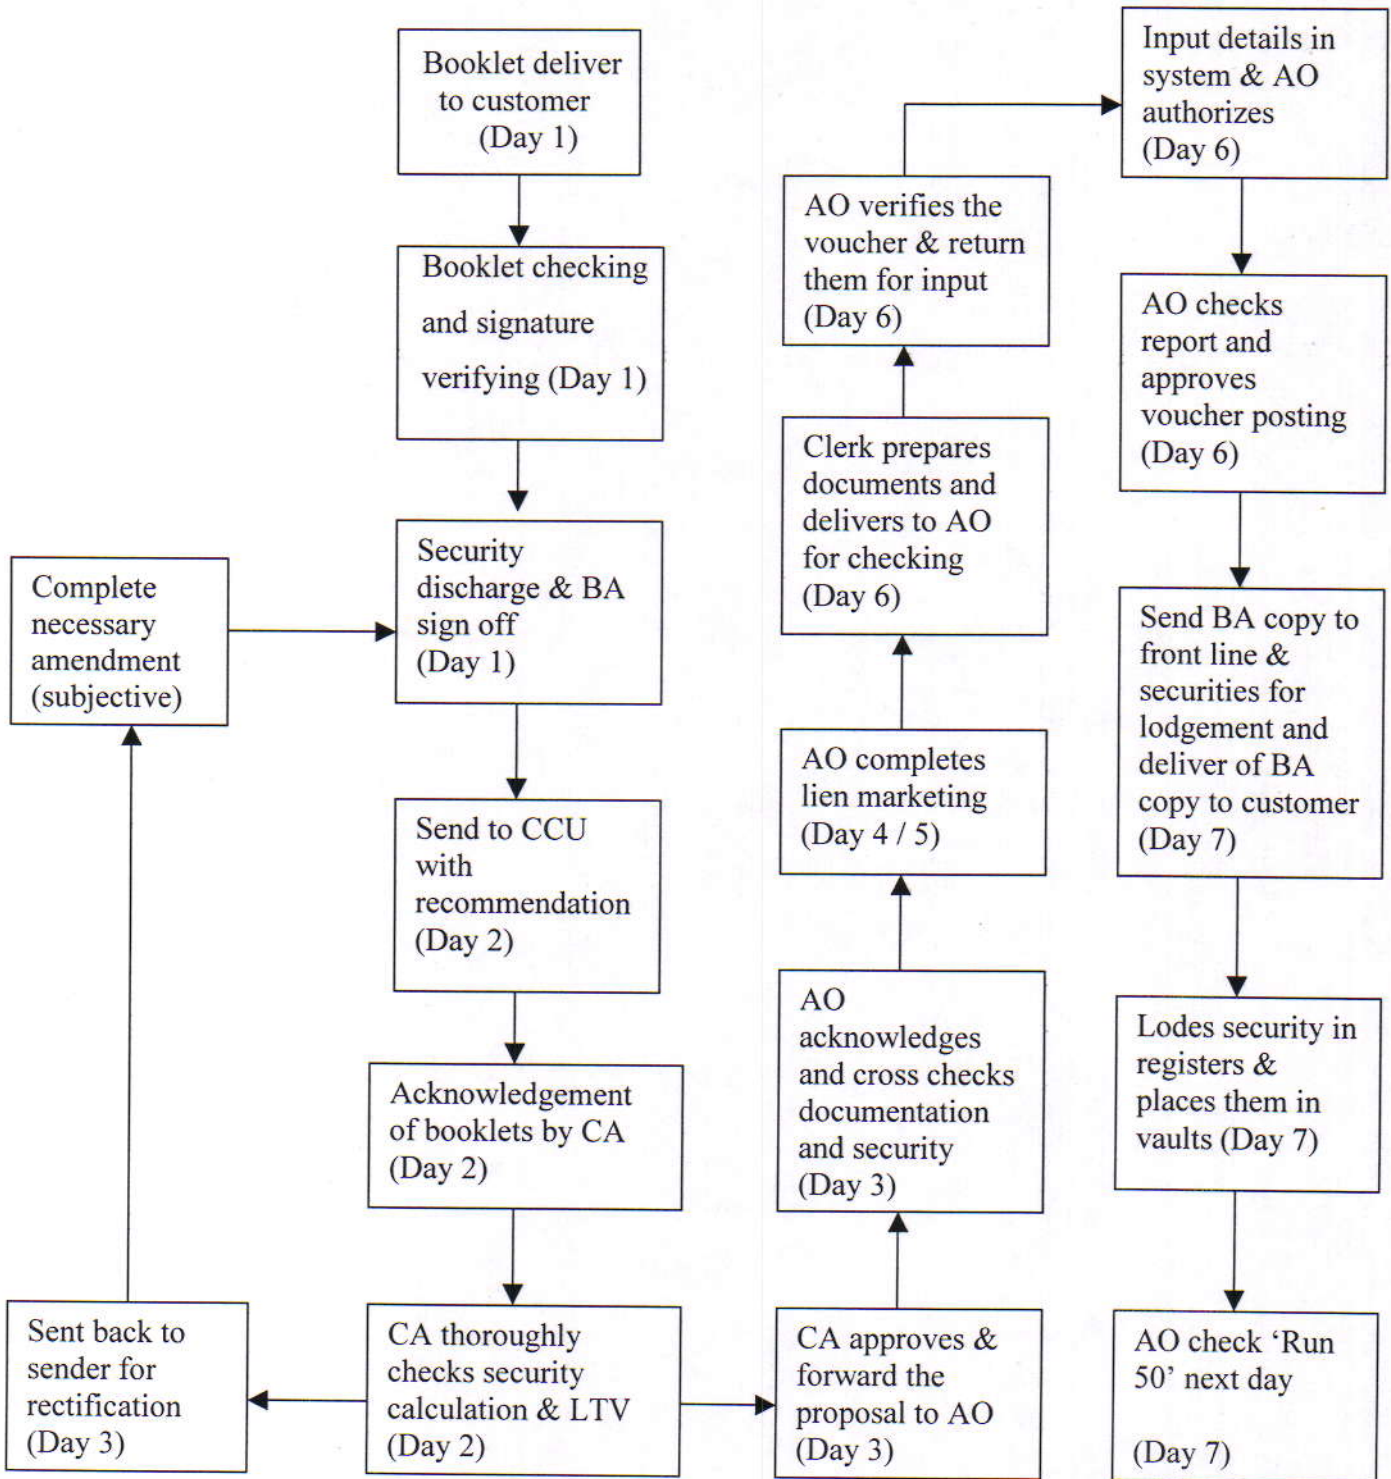 Booklet deliver
to customer
(Day 1)
Booklet checking
and signature
verifying (Day 1)
Security
discharge & BA
sign off
(Day 1)
Complete
necessary
amendment
(subjective)
Send to CCU
with
recommendation
(Day 2)
Acknowledgement
of booklets by CA
(Day 2)
CA thoroughly
checks security
calculation & LTV
(Day 2)
Sent back to
sender for
rectification
(Day 3)
CA approves &
forward the
proposal to AO
(Day 3)
AO
acknowledges
and cross checks
documentation
and security
(Day 3)
AO completes
lien marketing
(Day 4 / 5)
Clerk prepares
documents and
delivers to AO
for checking
(Day 6)
AO verifies the
voucher & return
them for input
(Day 6)
Input details in
system & AO
authorizes
(Day 6)
AO checks
report and
approves
voucher posting
(Day 6)
Send BA copy to
front line &
securities for
lodgement and
deliver of BA
copy to customer
(Day 7)
Lodes security in
registers &
places them in
vaults (Day 7)
AO check ‘Run
50’ next day
(Day 7)